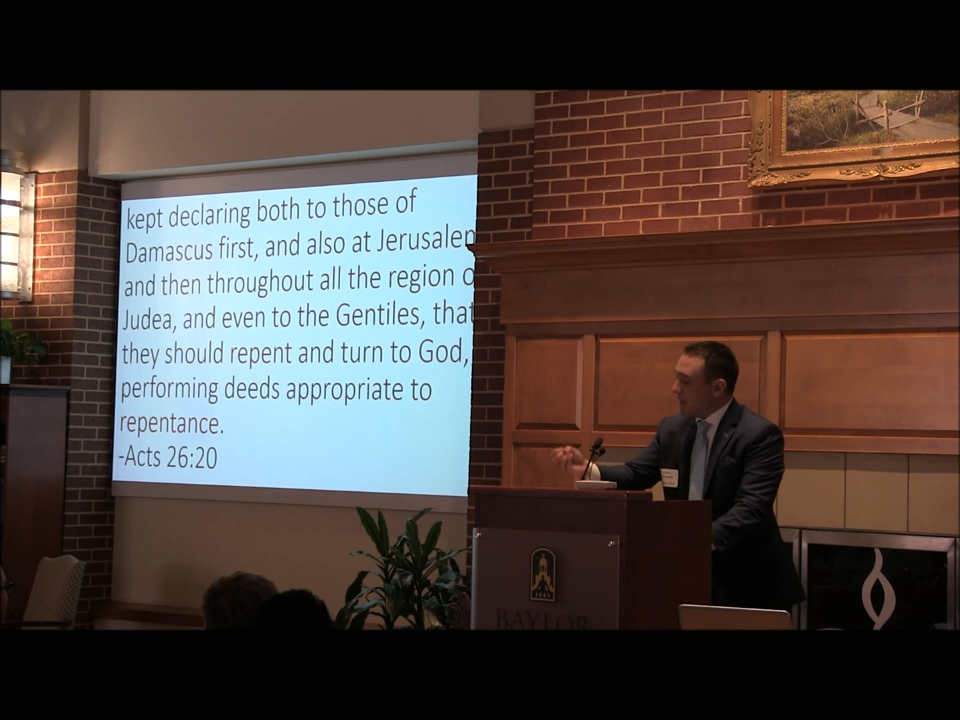 kept declaring both to those of
Damascus first, and also at Jerusalem
and then throughout all the region o
Judea, and even to the Gentiles, that
they should repent and turn to God,
performing deeds appropriate to
repentance.
-Acts 26:20
BAYLOR